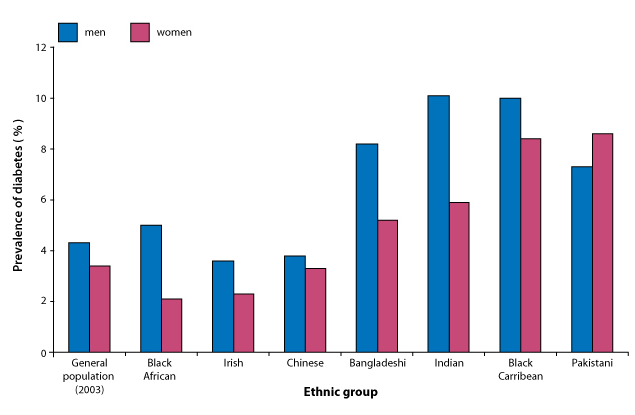 men women
12
10
8
6
4
2
0
Prevalence of diabetes ( % )
General population (2003)
Black African
Irish
Chinese
Bangladeshi
Indian
Black Carribean
Pakistani
Ethnic group